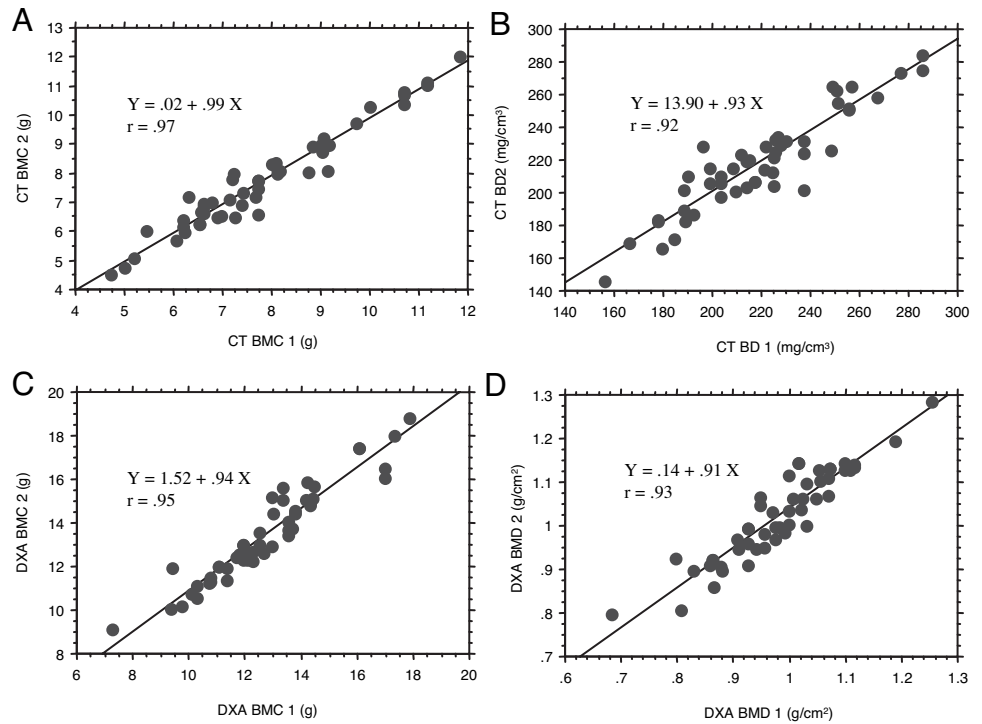 A
13
12
11
10
9
8
7
6
5
4
CT BMC 2 (g)
Y = .02 + .99 X
r = .97
4 5 6 7 8 9 10 11 12
CT BMC 1 (g)
B
300
280
260
240
220
200
180
160
140
CT BD2 (mg/cm³)
Y = 13.90 + .93 X
r = .92
140 160 180 200 220 240 260 280 300
CT BD 1 (mg/cm³)
C
20
18
16
14
12
10
8
DXA BMC 2 (g)
Y = 1.52 + .94 X
r = .95
6 8 10 12 14 16 18 20
DXA BMC 1 (g)
D
1.3
1.2
1.1
1
.9
.8
.7
DXA BMD 2 (g/cm²)
Y = .14 + .91 X
r = .93
.6 .7 .8 .9 1 1.1 1.2 1.3
DXA BMD 1 (g/cm²)